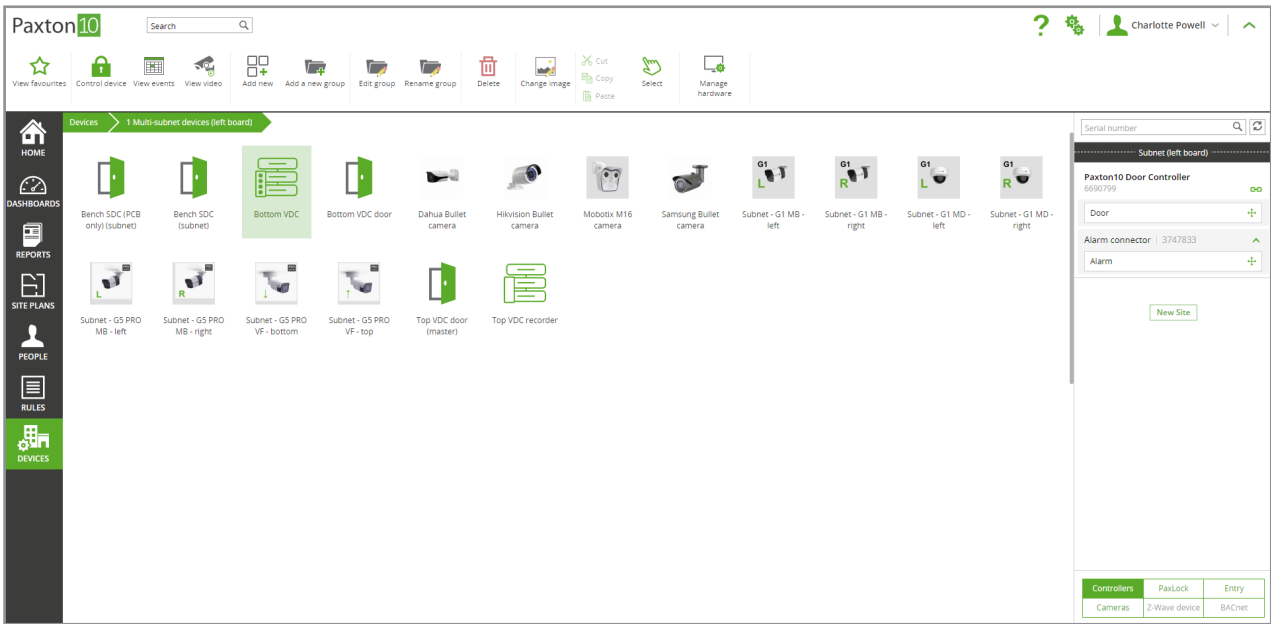 Paxton 10
Search
Charlotte Powell
View favourites
Control device
View events
View video
Add new
Add a new group
Edit group
Rename group
Delete
Change image
Cut
Copy
Paste
Select
Manage
hardware
HOME
DASHBOARDS
REPORTS
SITE PLANS
PEOPLE
RULES
DEVICES
Devices
1 Multi-subnet devices (left board)
Bench SDC (PCB
only) (subnet)
Bench SDC
(subnet)
Bottom VDC
Bottom VDC door
Dahua Bullet
camera
Hikvision Bullet
camera
Mobotix M16
camera
Samsung Bullet
camera
G1
L
Subnet - G1 MB -
left
G1
R
Subnet - G1 MB -
right
G1
L
Subnet - G1 MD -
left
G1
R
Subnet - G1 MD -
right
L
Subnet - G5 PRO
MB - left
R
Subnet - G5 PRO
MB - right
Subnet - G5 PRO
VF - bottom
Subnet - G5 PRO
VF - top
Top VDC door
(master)
Top VDC recorder
Serial number
Subnet (left board)
Paxton10 Door Controller
6690799
Door
Alarm connector | 3747833
Alarm
New Site
Controllers
PaxLock
Entry
Cameras
Z-Wave device
BACnet